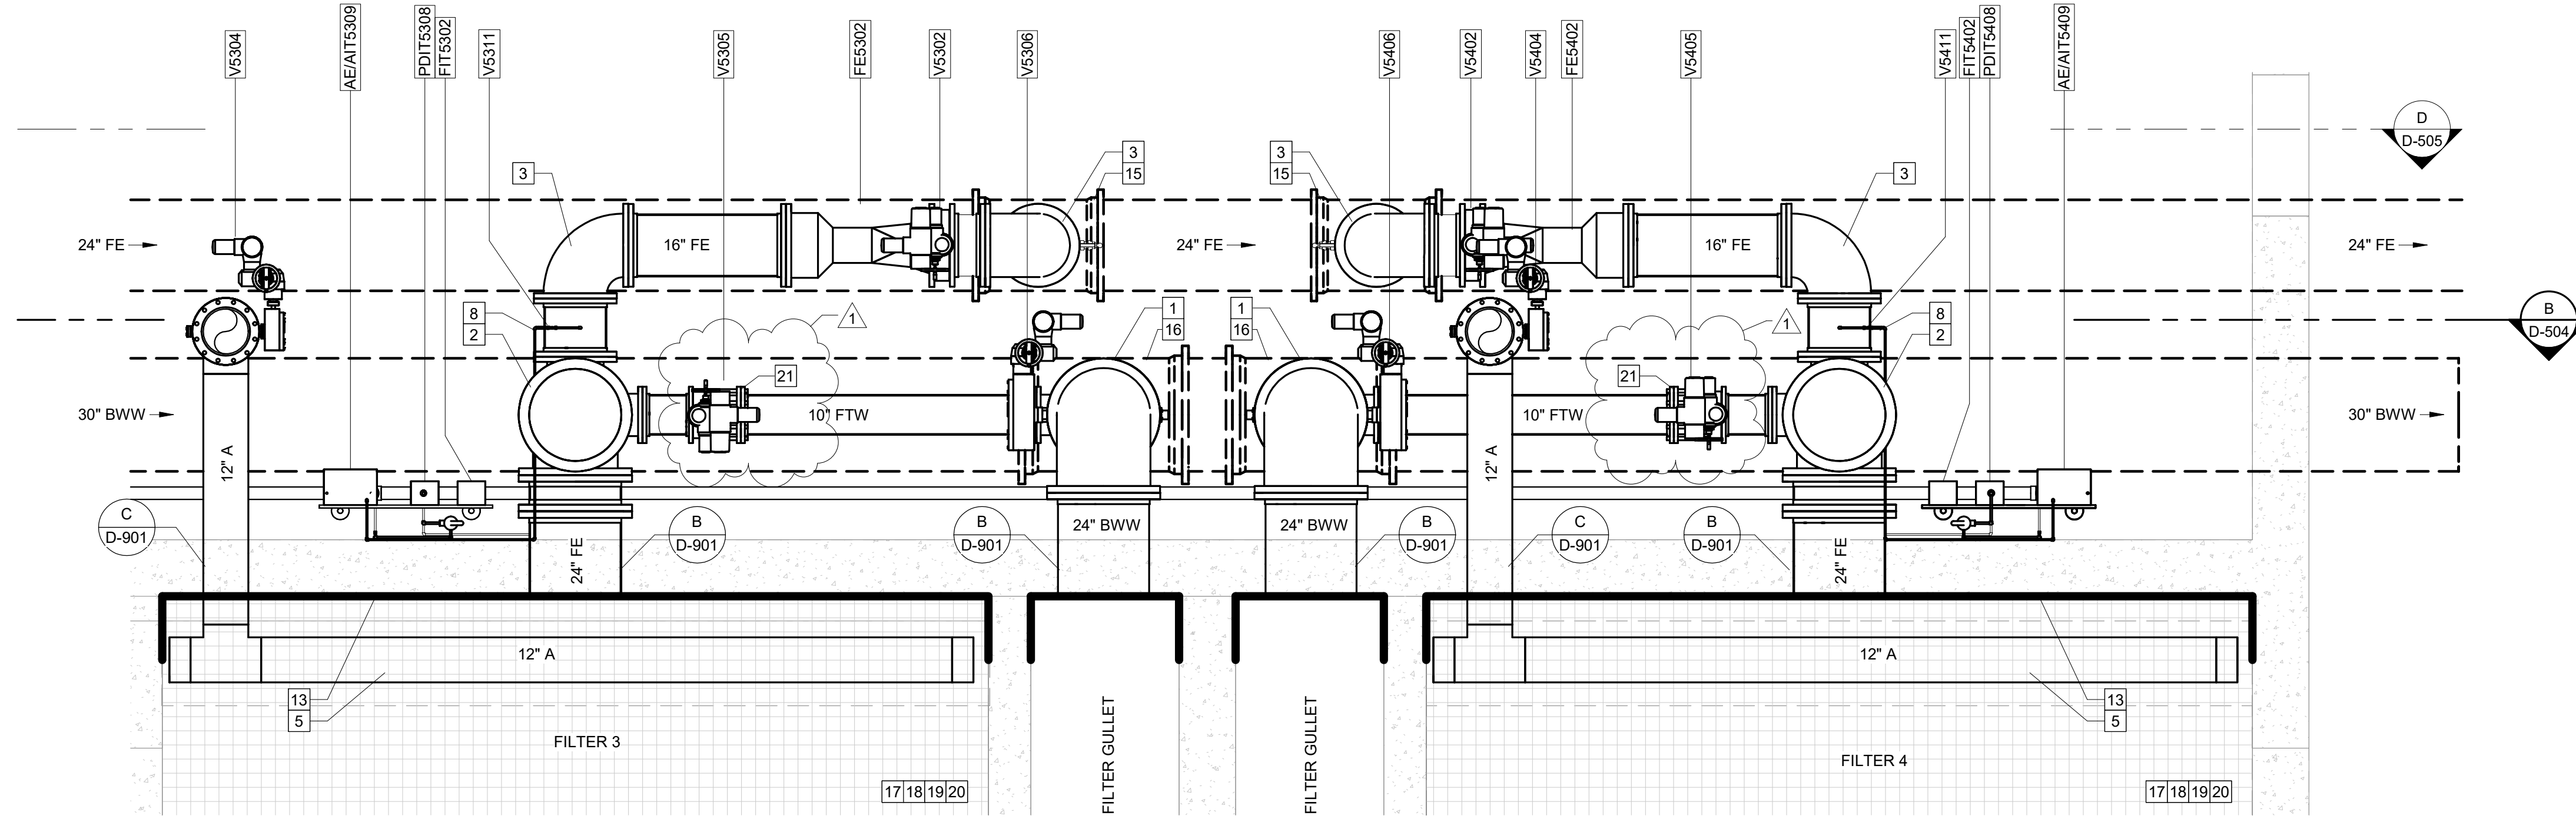 V5304
AE/AIT5309
PDIT5308
FIT5302
V5311
V5305
FE5302
V5302
V5306
V5406
V5402
V5404
FE5402
V5405
V5411
FIT5402
PDIT5408
AE/AIT5409
D
D-505
3
3
15
3
15
3
24" FE
16" FE
24" FE
16" FE
24" FE
8
2
1
1
16
1
16
1
8
2
B
D-504
21
21
30" BWW
10" FTW
10" FTW
30" BWW
12" A
12" A
C
D-901
B
D-901
B
D-901
24" BWW
24" BWW
B
D-901
C
D-901
B
D-901
24" FE
24" FE
12" A
12" A
13
5
13
5
FILTER 3
FILTER GULLET
FILTER GULLET
FILTER 4
17 18 19 20
17 18 19 20